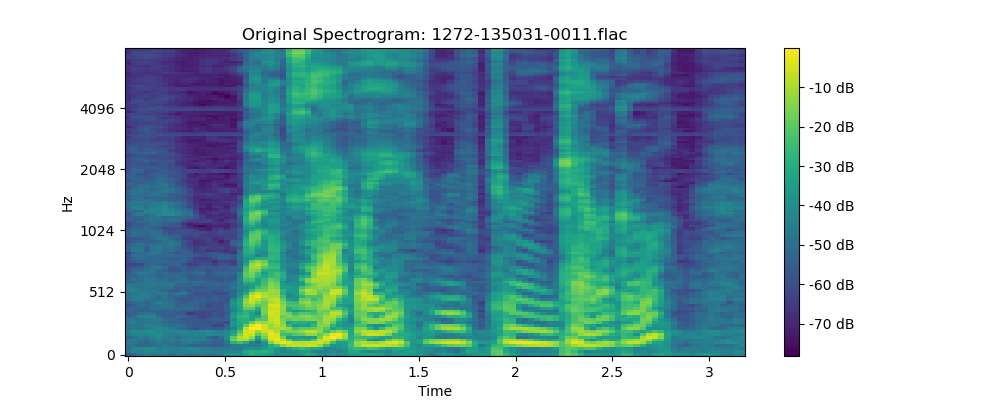 Original Spectrogram: 1272-135031-0011.flac
Hz
4096
2048
1024
512
0
0
0.5
1
1.5
2
2.5
3
Time
-10 dB
-20 dB
-30 dB
-40 dB
-50 dB
-60 dB
-70 dB